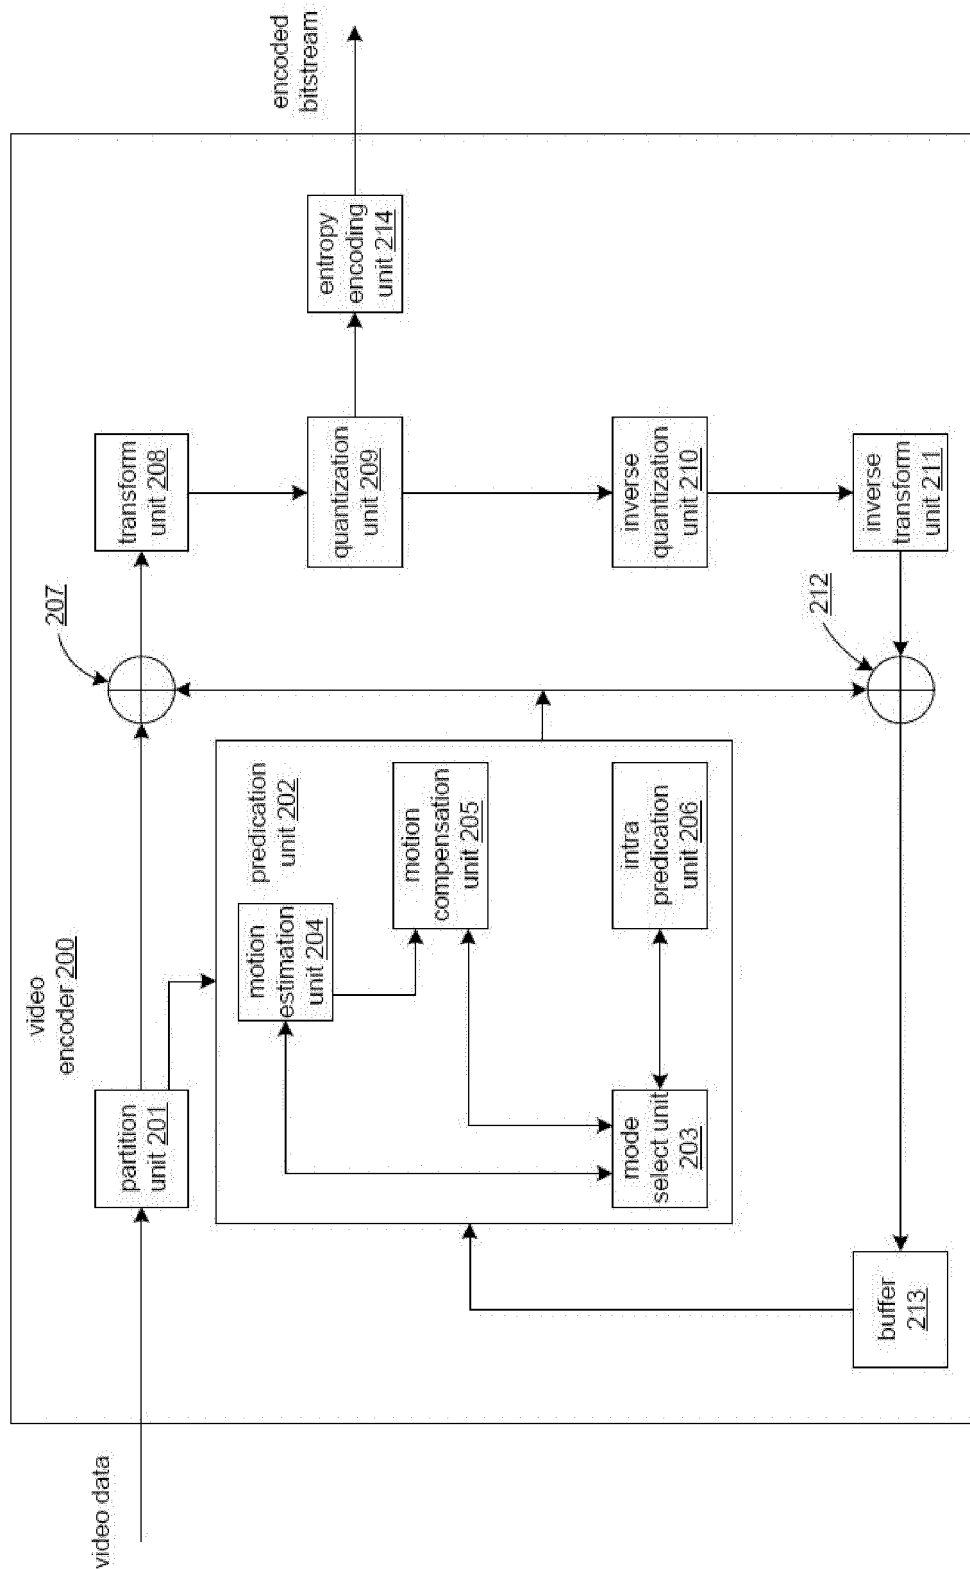 video data
video
encoder 200
partition
unit 201
207
transform
unit 208
predication
unit 202
motion
estimation
unit 204
motion
compensation
unit 205
mode
select unit
203
intra
predication
unit 206
quantization
unit 209
entropy
encoding
unit 214
encoded
bitstream
inverse
quantization
unit 210
inverse
transform
unit 211
212
buffer
213